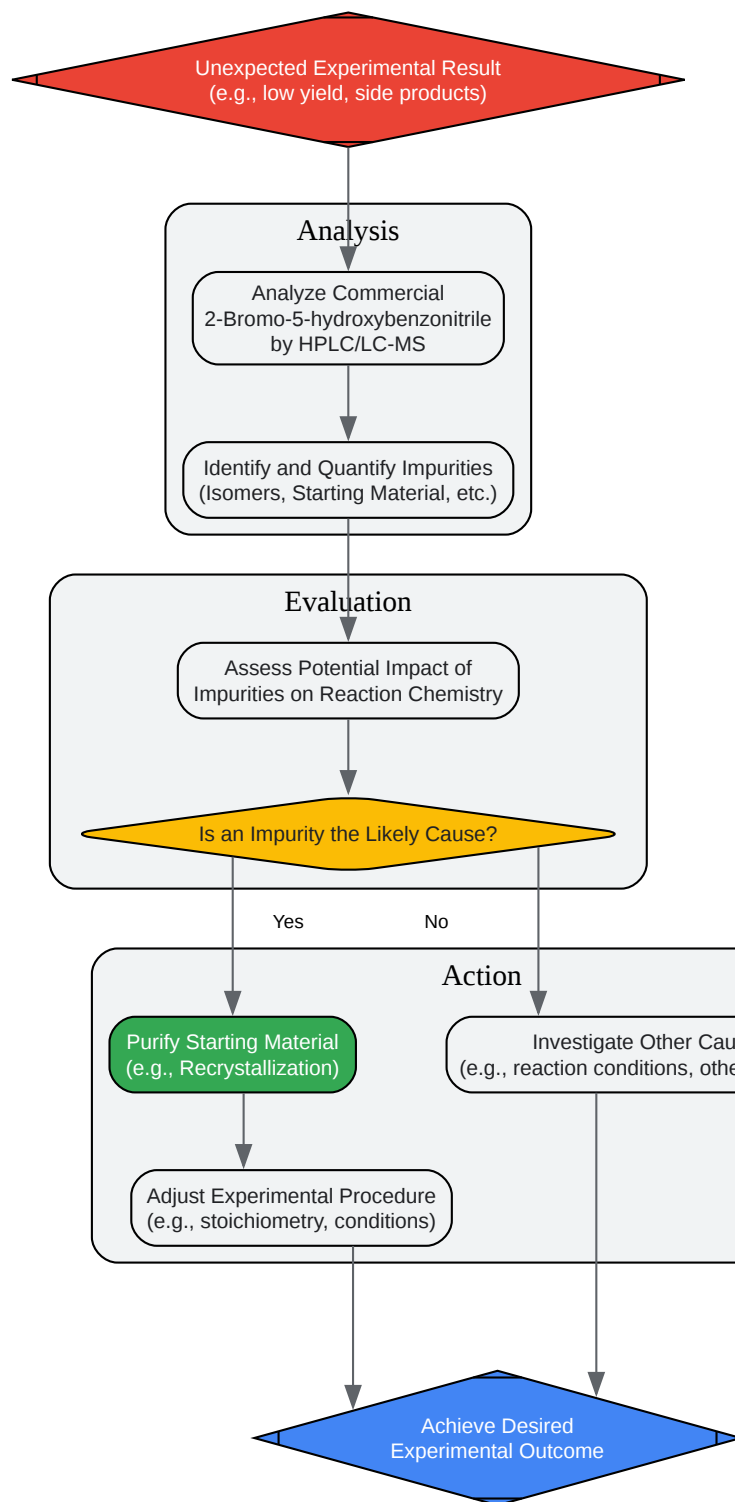 Unexpected Experimental Result
(e.g., low yield, side products)
Analysis
Analyze Commercial
2-Bromo-5-hydroxybenzonitrile
by HPLC/LC-MS
Identify and Quantify Impurities
(Isomers, Starting Material, etc.)
Evaluation
Assess Potential Impact of
Impurities on Reaction Chemistry
Is an Impurity the Likely Cause?
Yes
No
Action
Purify Starting Material
(e.g., Recrystallization)
Investigate Other
(e.g., reaction conditions,
Adjust Experimental Procedure
(e.g., stoichiometry, conditions)
Achieve Desired
Experimental Outcome